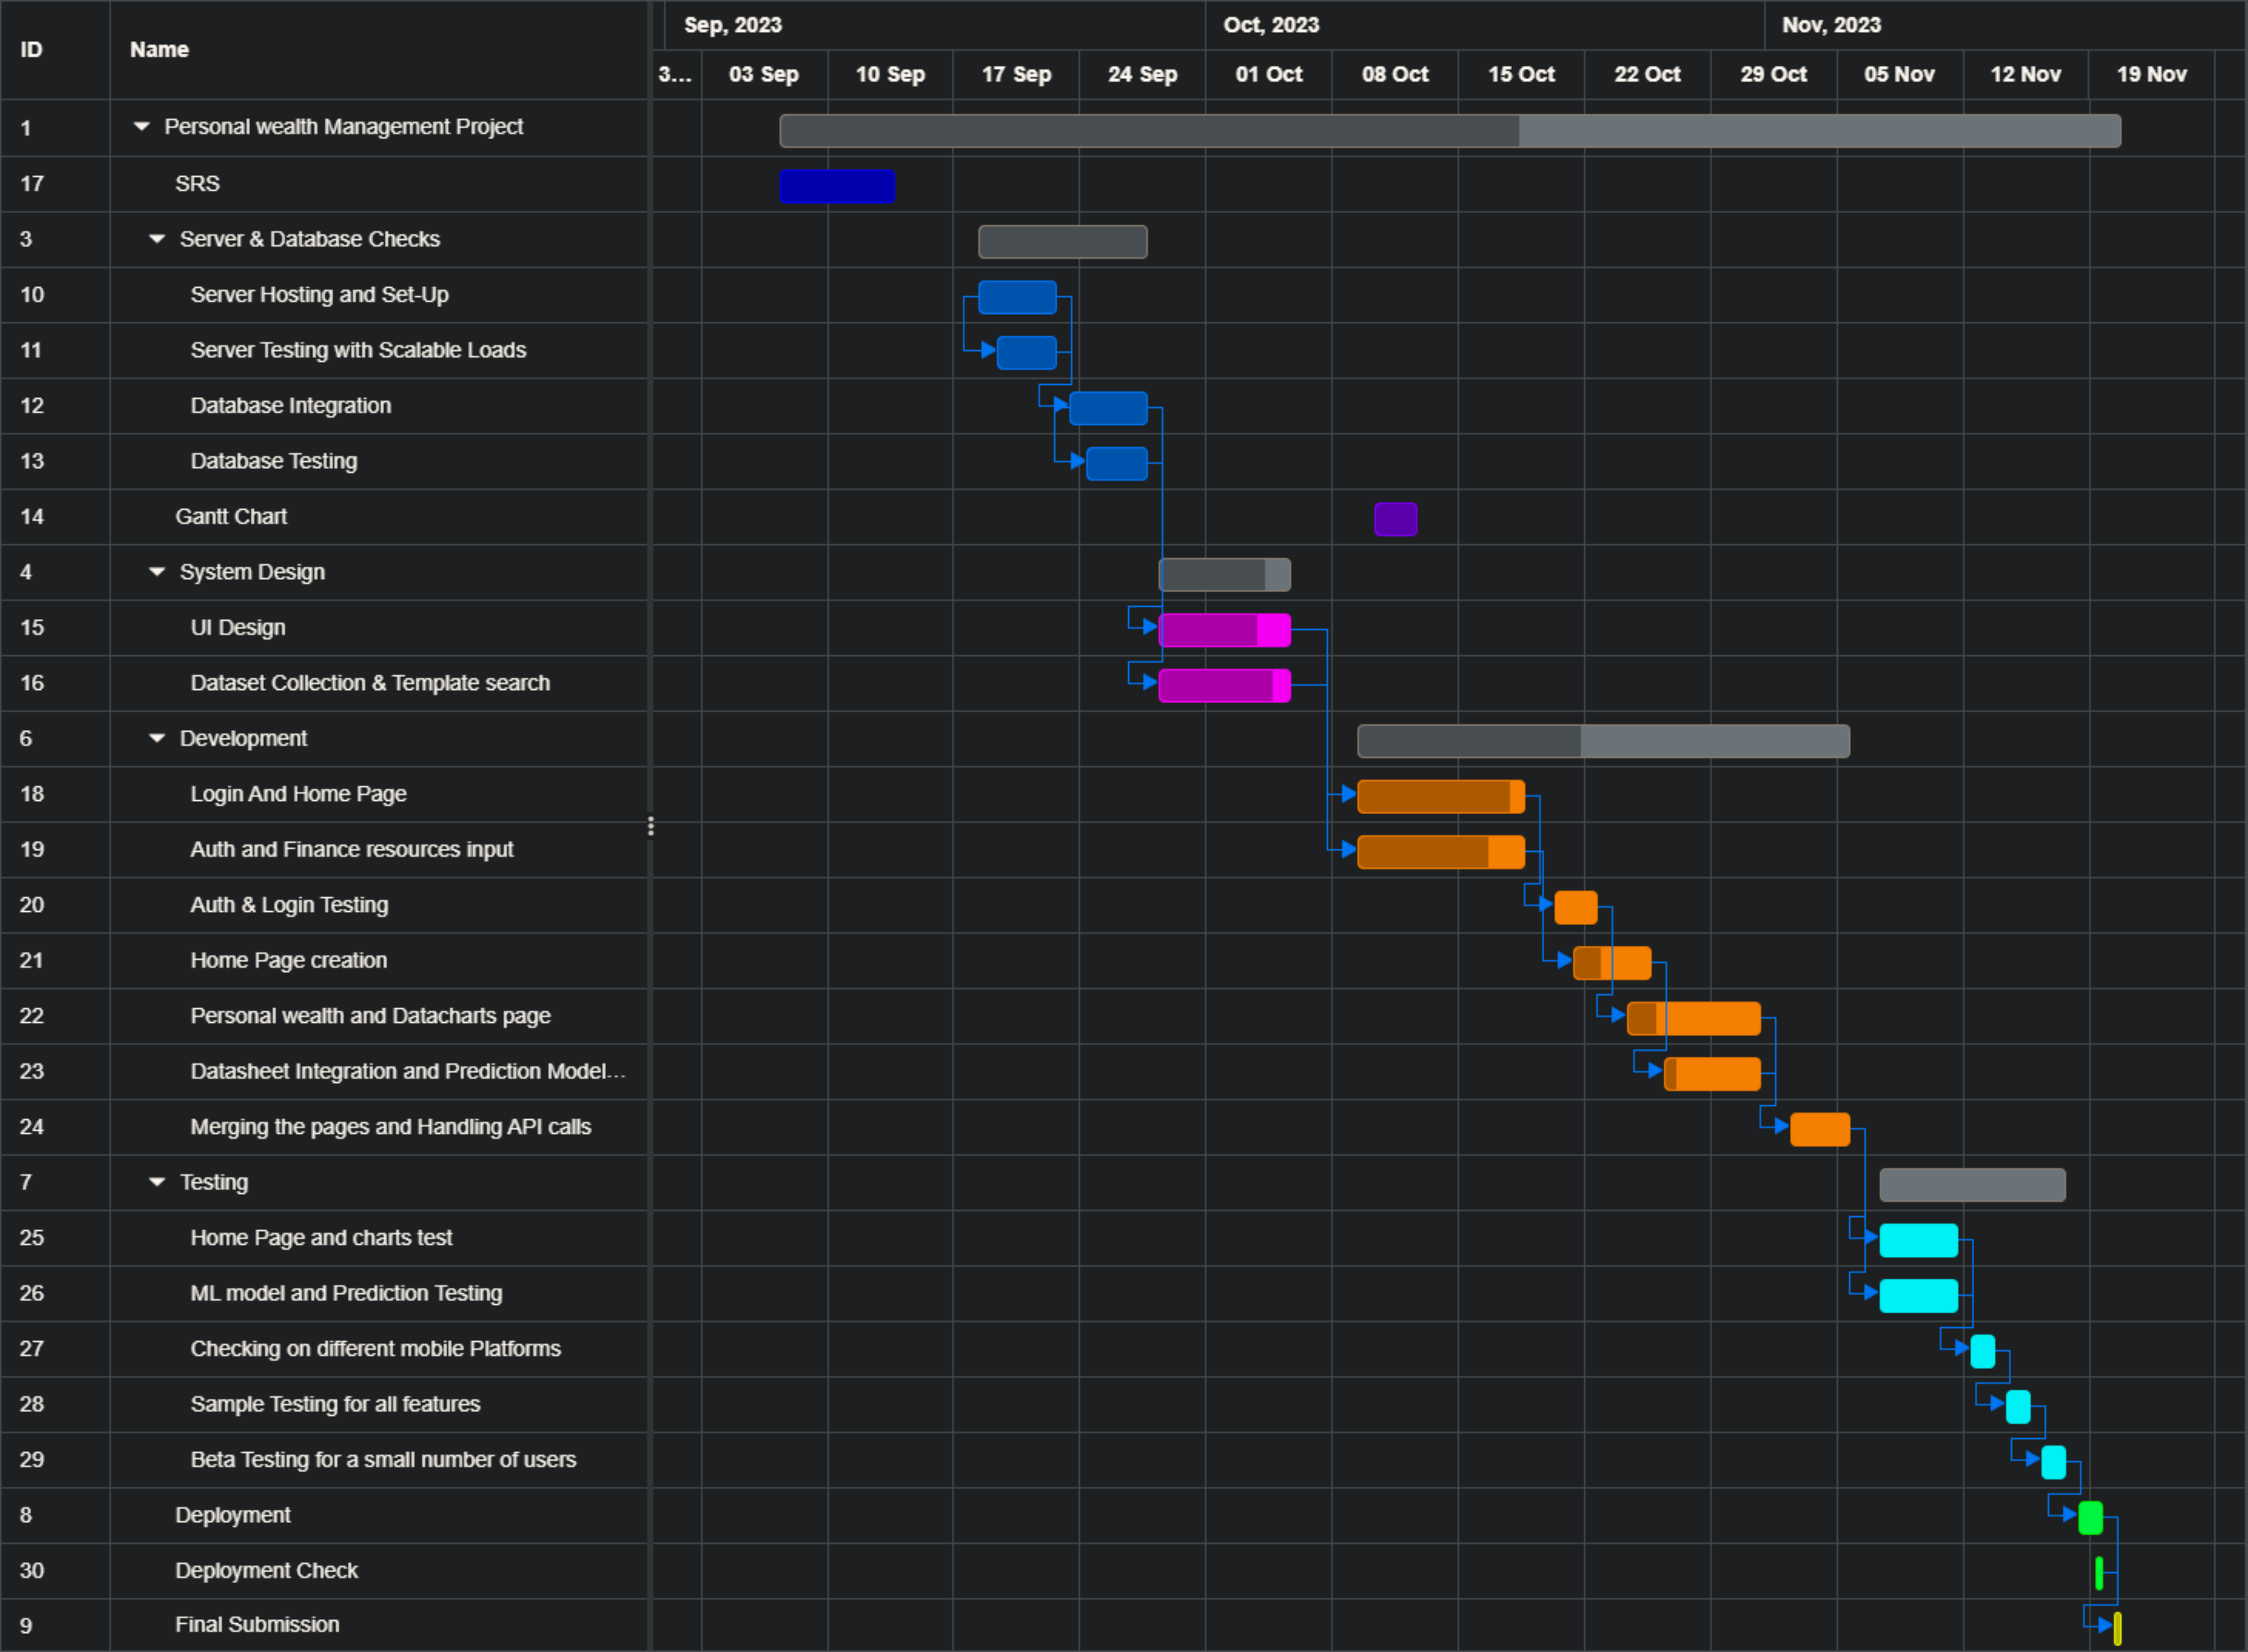 ID Name Sep, 2023 Oct, 2023 Nov, 2023
3... 03 Sep 10 Sep 17 Sep 24 Sep 01 Oct 08 Oct 15 Oct 22 Oct 29 Oct 05 Nov 12 Nov 19 Nov
1 Personal wealth Management Project
17 SRS
3 Server & Database Checks
10 Server Hosting and Set-Up
11 Server Testing with Scalable Loads
12 Database Integration
13 Database Testing
14 Gantt Chart
4 System Design
15 UI Design
16 Dataset Collection & Template search
6 Development
18 Login And Home Page
19 Auth and Finance resources input
20 Auth & Login Testing
21 Home Page creation
22 Personal wealth and Datacharts page
23 Datasheet Integration and Prediction Model...
24 Merging the pages and Handling API calls
7 Testing
25 Home Page and charts test
26 ML model and Prediction Testing
27 Checking on different mobile Platforms
28 Sample Testing for all features
29 Beta Testing for a small number of users
8 Deployment
30 Deployment Check
9 Final Submission